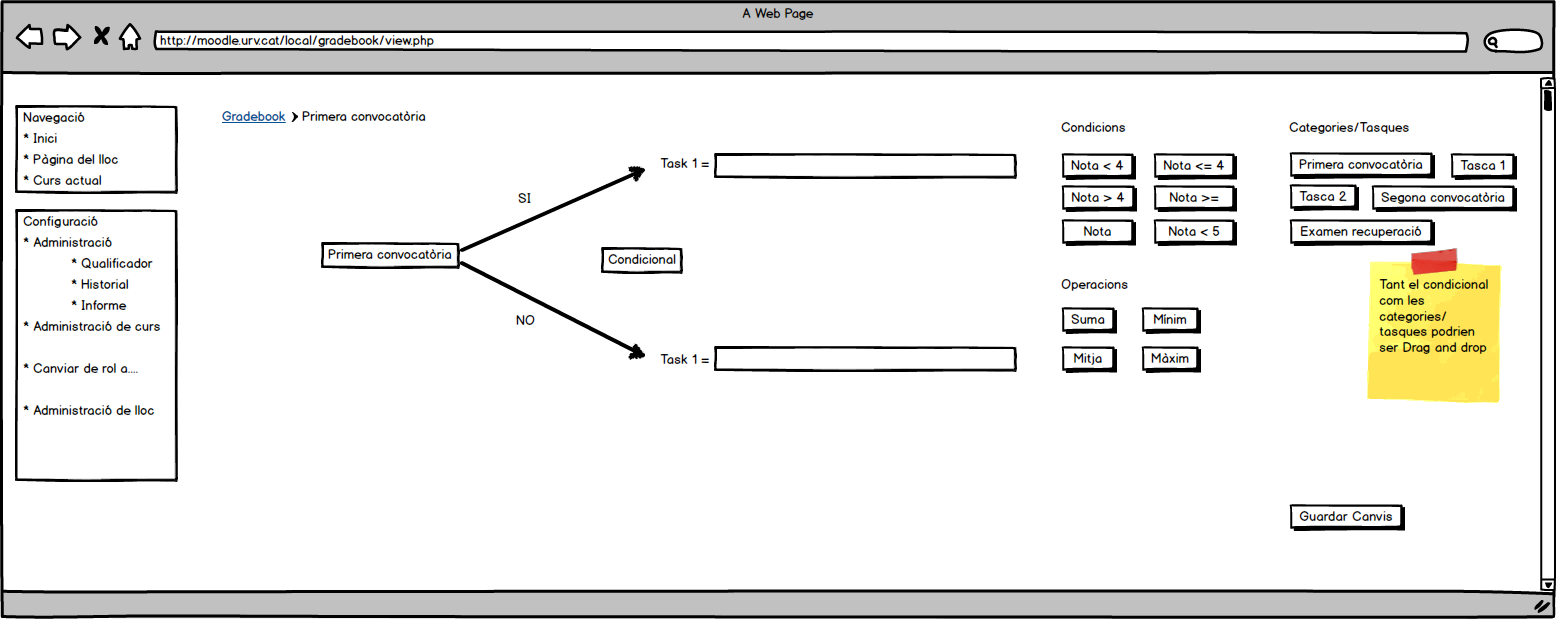 A Web Page
http://moodle.urv.cat/local/gradebook/view.php
Navegació
* Inici
* Pàgina del lloc
* Curs actual
Configuració
* Administració
* Qualificador
* Historial
* Informe
* Administració de curs
* Canviar de rol a....
* Administració de lloc
Gradebook > Primera convocatòria
Primera convocatòria
SI
NO
Task 1 =
Condicional
Task 1 =
Condicions
Nota < 4 Nota <= 4
Nota > 4 Nota >=
Nota Nota < 5
Operacions
Suma Mínim
Mitja Màxim
Categories/Tasques
Primera convocatòria Tasca 1
Tasca 2 Segona convocatòria
Examen recuperació
Tant el condicional
com les
categories/
tasques podrien
ser Drag and drop
Guardar Canvis